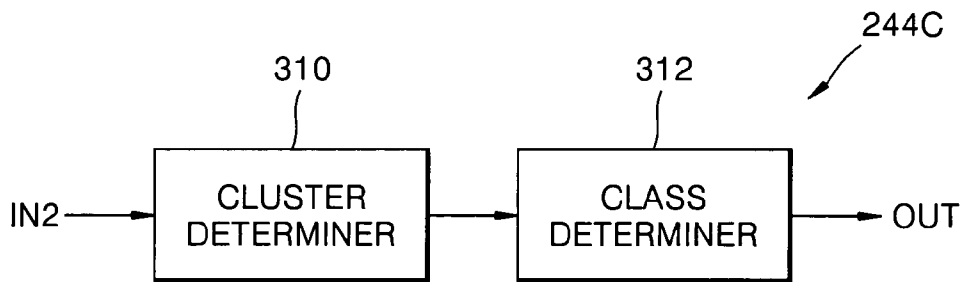 244C
310
312
IN2
CLUSTER
DETERMINER
CLASS
DETERMINER
OUT